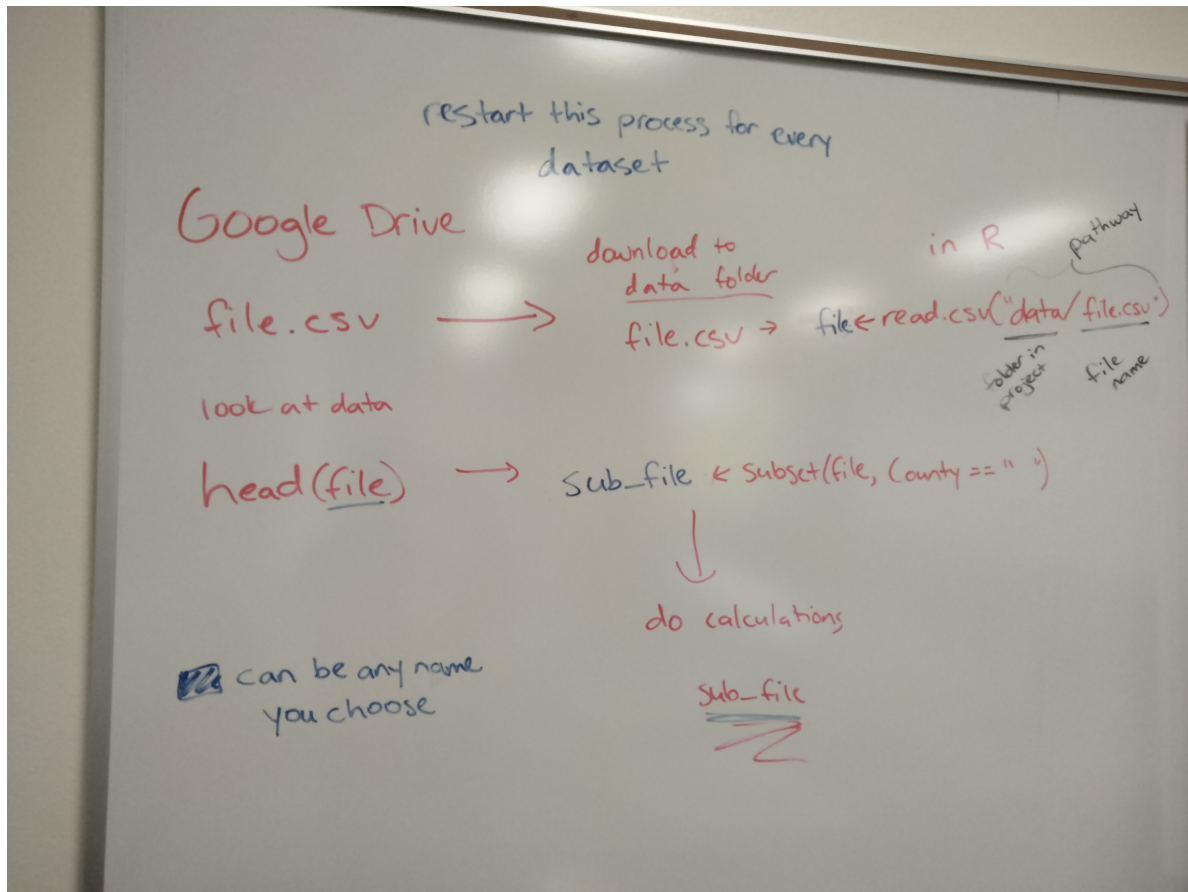 restart this process for every
dataset
Google Drive
download to
data folder
in R
pathway
file.csv →
file.csv → file ← read.csv("data/file.csv")
folder in
project
file
name
look at data
head(file) → sub_file ← subset(file, County == " ")
do calculations
can be any name
you choose
sub_file